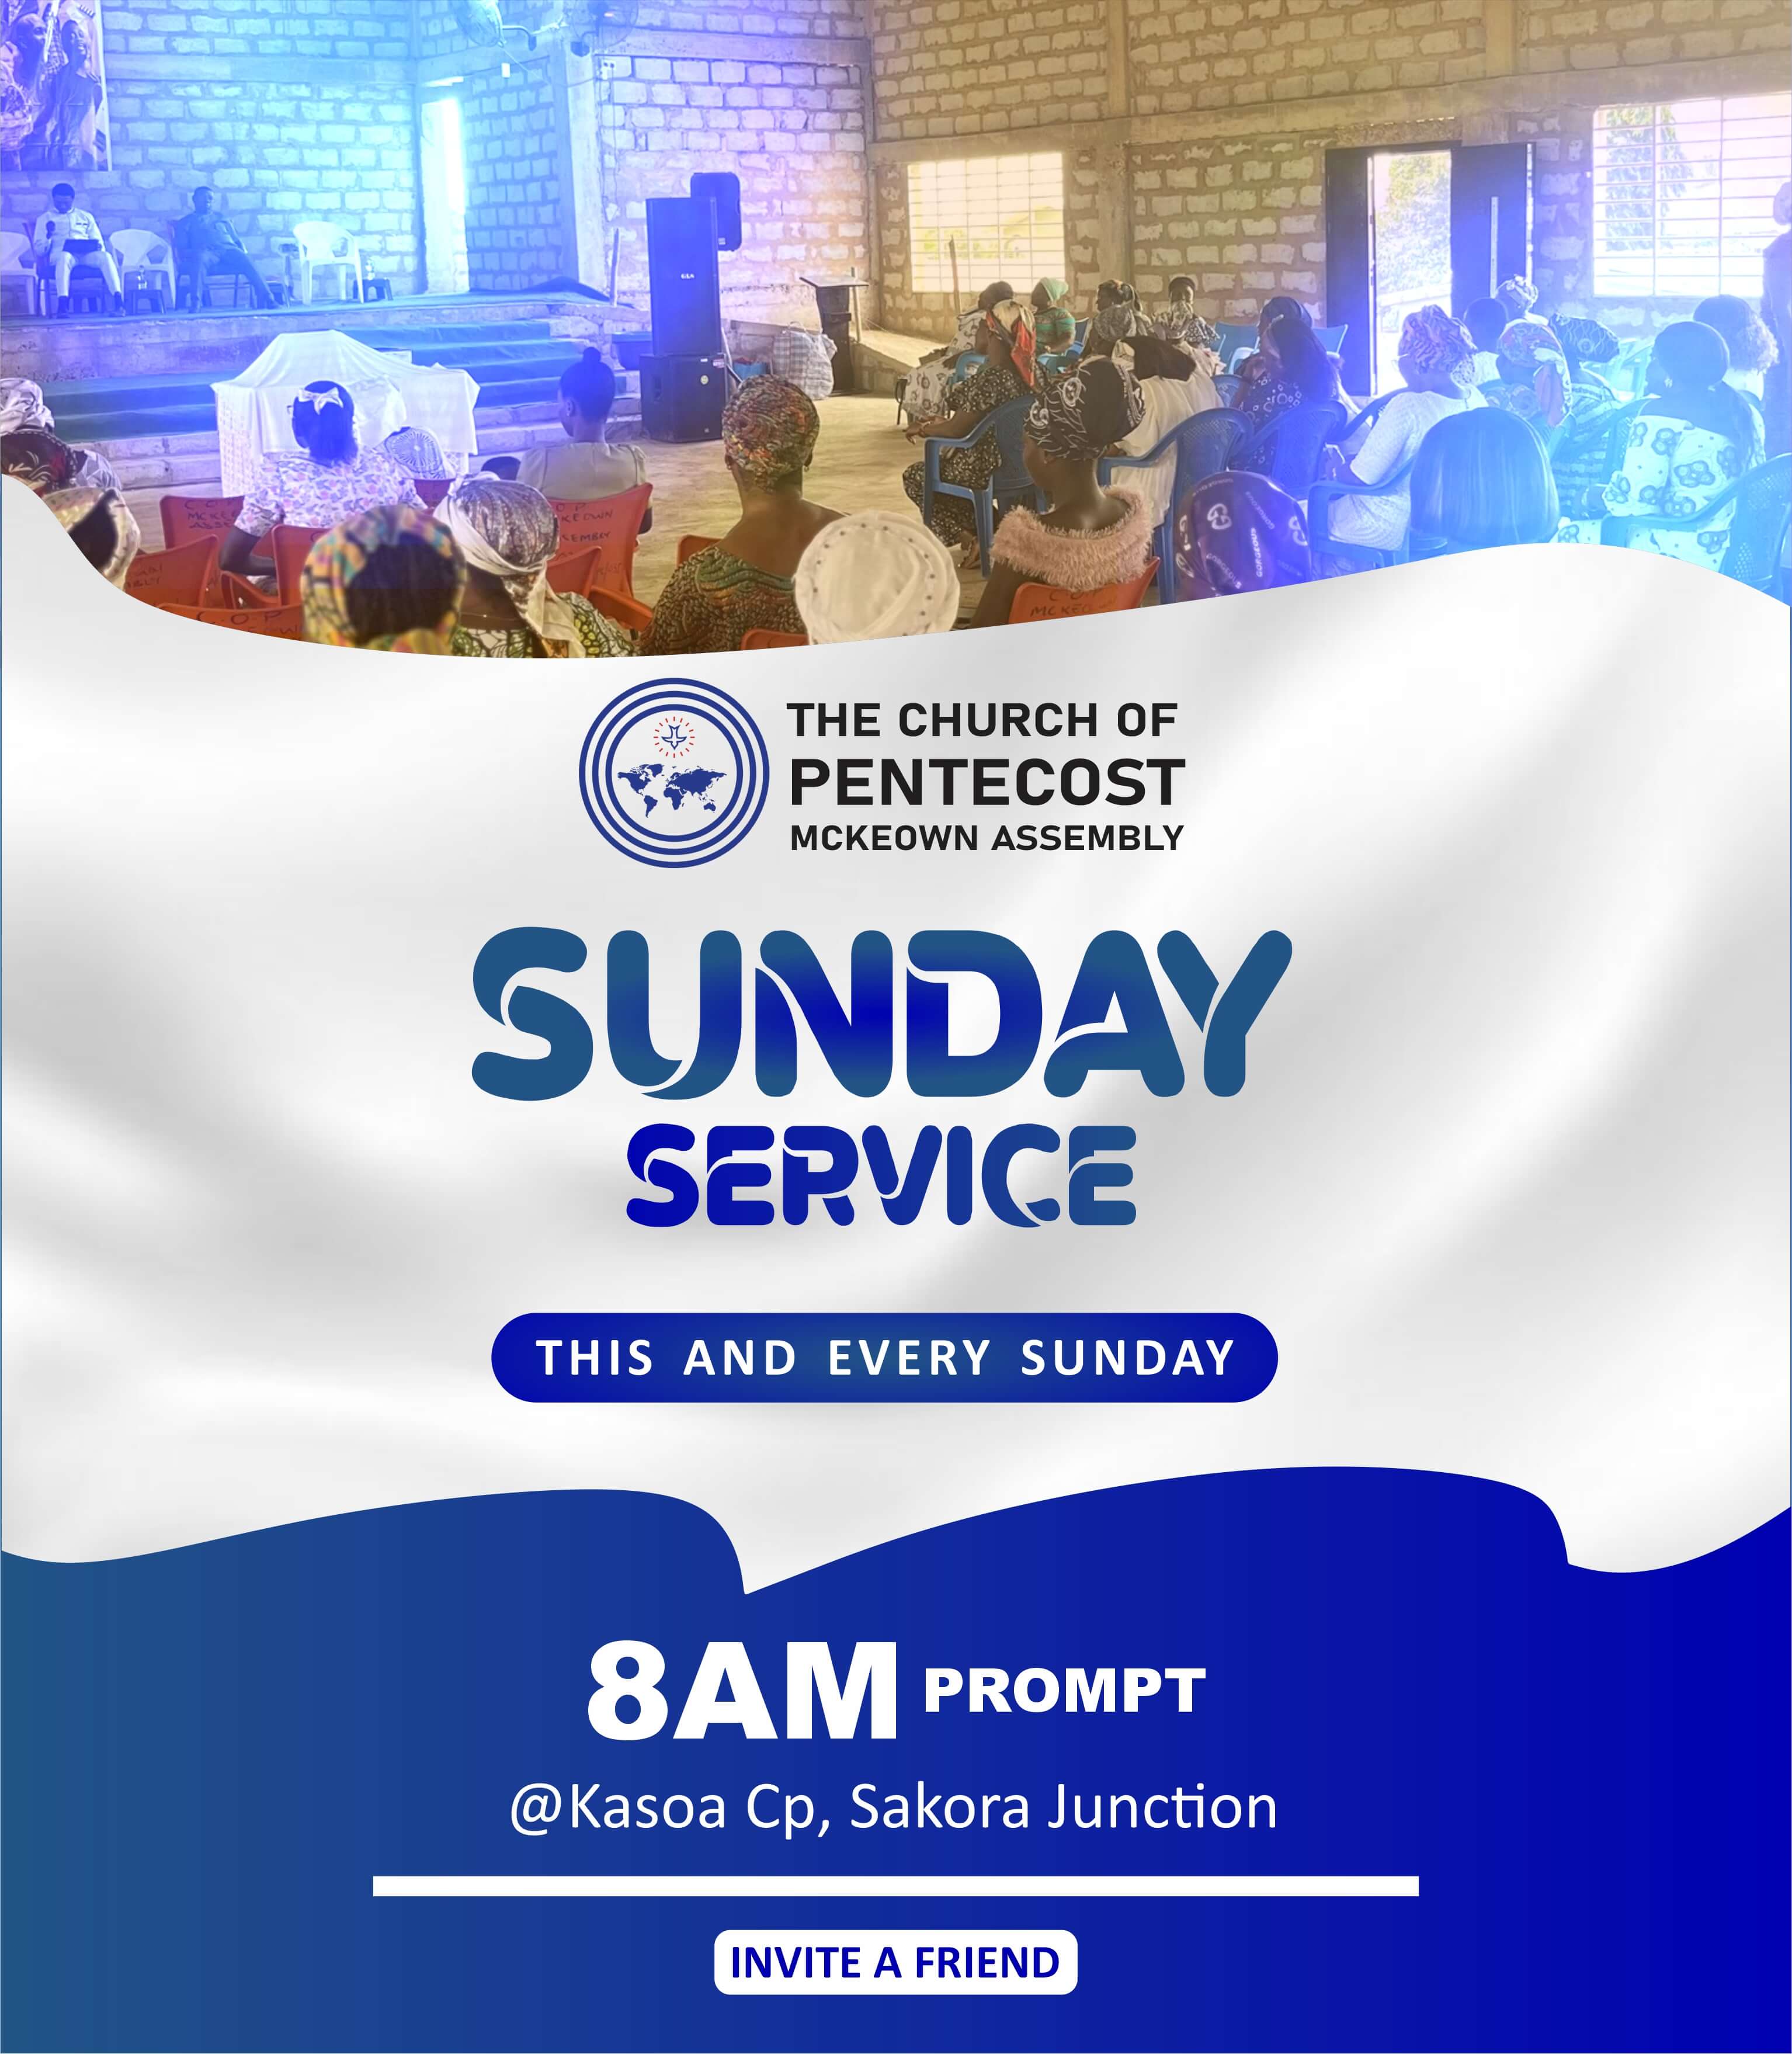 THE CHURCH OF
PENTECOST
MCKEOWN ASSEMBLY
SUNDAY
SERVICE
THIS AND EVERY SUNDAY
8AM PROMPT
@Kasoa Cp, Sakora Junction
INVITE A FRIEND